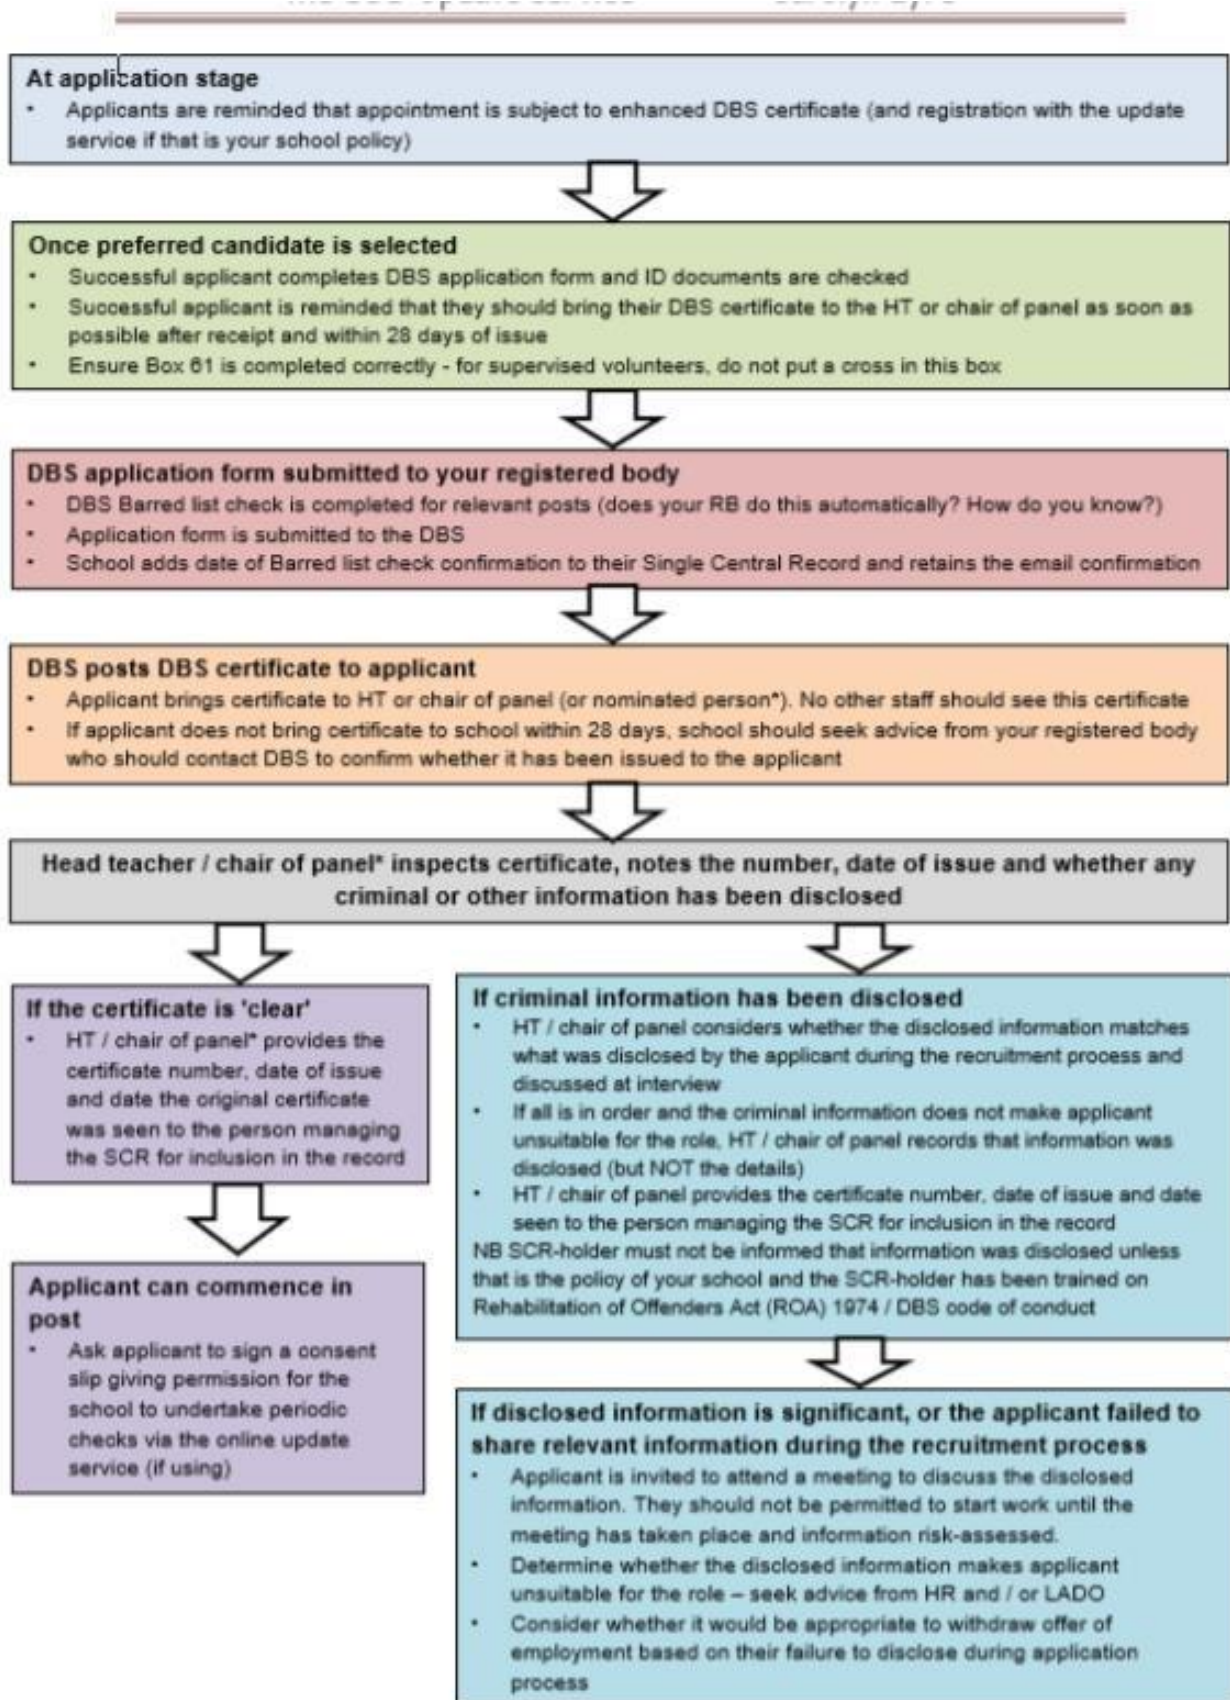 At application stage
• Applicants are reminded that appointment is subject to enhanced DBS certificate (and registration with the update
service if that is your school policy)
Once preferred candidate is selected
• Successful applicant completes DBS application form and ID documents are checked
• Successful applicant is reminded that they should bring their DBS certificate to the HT or chair of panel as soon as
possible after receipt and within 28 days of issue
• Ensure Box 61 is completed correctly - for supervised volunteers, do not put a cross in this box
DBS application form submitted to your registered body
• DBS Barred list check is completed for relevant posts (does your RB do this automatically? How do you know?)
• Application form is submitted to the DBS
• School adds date of Barred list check confirmation to their Single Central Record and retains the email confirmation
DBS posts DBS certificate to applicant
• Applicant brings certificate to HT or chair of panel (or nominated person*). No other staff should see this certificate
• If applicant does not bring certificate to school within 28 days, school should seek advice from your registered body
who should contact DBS to confirm whether it has been issued to the applicant
Head teacher / chair of panel* inspects certificate, notes the number, date of issue and whether any
criminal or other information has been disclosed
If the certificate is 'clear'
• HT / chair of panel* provides the
certificate number, date of issue
and date the original certificate
was seen to the person managing
the SCR for inclusion in the record
Applicant can commence in
post
• Ask applicant to sign a consent
slip giving permission for the
school to undertake periodic
checks via the online update
service (if using)
If criminal information has been disclosed
• HT / chair of panel considers whether the disclosed information matches
what was disclosed by the applicant during the recruitment process and
discussed at interview
• If all is in order and the criminal information does not make applicant
unsuitable for the role, HT / chair of panel records that information was
disclosed (but NOT the details)
• HT / chair of panel provides the certificate number, date of issue and date
seen to the person managing the SCR for inclusion in the record
NB SCR-holder must not be informed that information was disclosed unless
that is the policy of your school and the SCR-holder has been trained on
Rehabilitation of Offenders Act (ROA) 1974 / DBS code of conduct
If disclosed information is significant, or the applicant failed to
share relevant information during the recruitment process
• Applicant is invited to attend a meeting to discuss the disclosed
information. They should not be permitted to start work until the
meeting has taken place and information risk-assessed.
• Determine whether the disclosed information makes applicant
unsuitable for the role – seek advice from HR and / or LADO
• Consider whether it would be appropriate to withdraw offer of
employment based on their failure to disclose during application
process